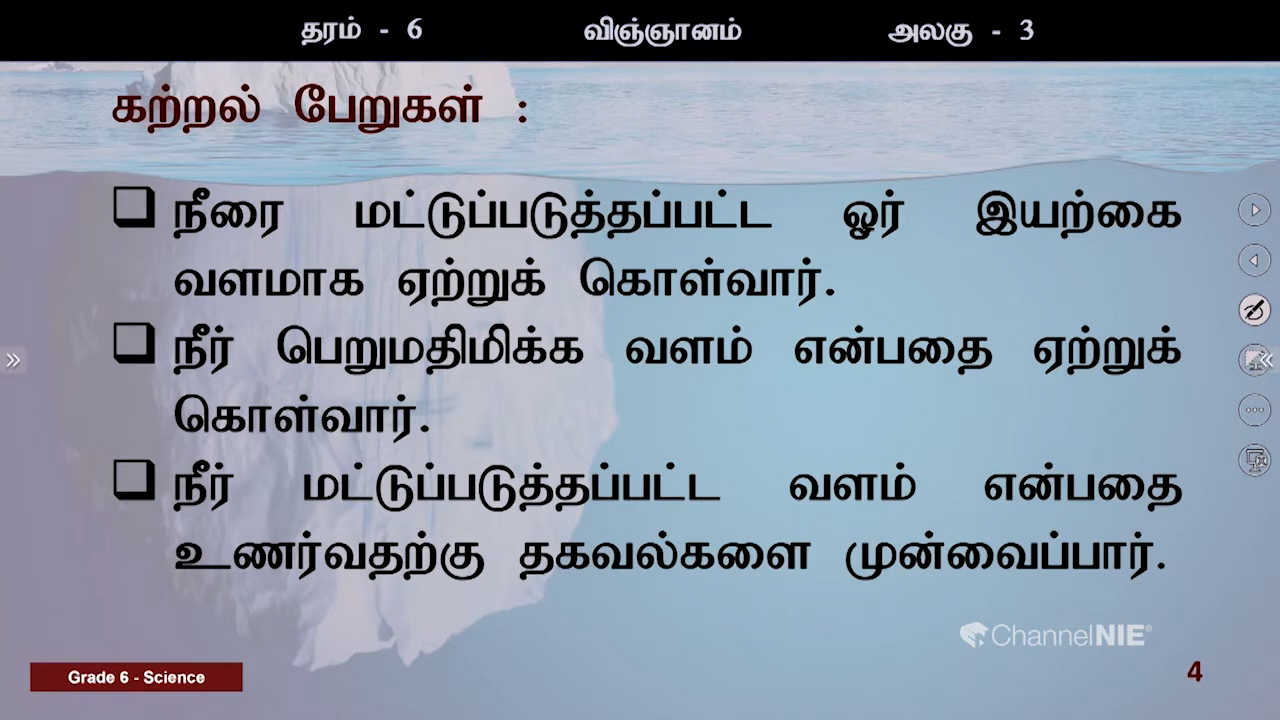 தரம் - 6 விஞ்ஞானம் அலகு - 3
கற்றல் பேறுகள் :
நீரை மட்டுப்படுத்தப்பட்ட ஓர் இயற்கை
வளமாக ஏற்றுக் கொள்வார்.
நீர் பெறுமதிமிக்க வளம் என்பதை ஏற்றுக்
கொள்வார்.
நீர் மட்டுப்படுத்தப்பட்ட வளம் என்பதை
உணர்வதற்கு தகவல்களை முன்வைப்பார்.
ChannelNIE®
Grade 6 - Science
4